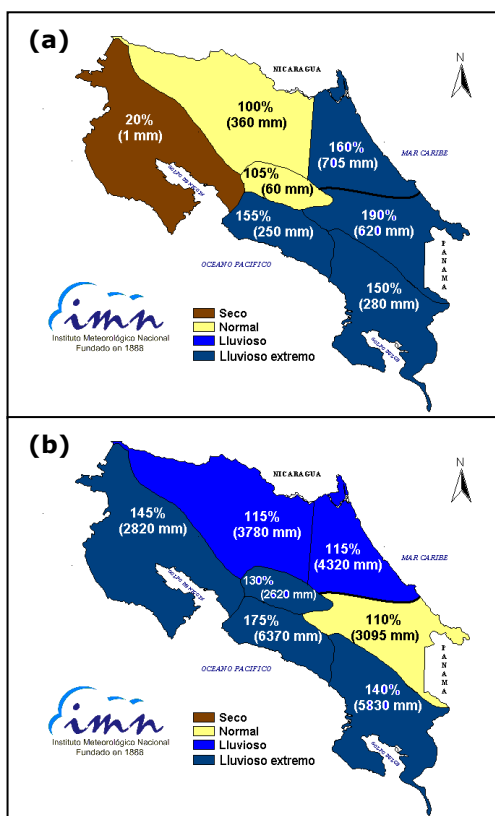 (a)
NICARAGUA
N
20%
(1 mm)
100%
(360 mm)
160%
(705 mm)
MAR CARIBE
105%
(60 mm)
155%
(250 mm)
190%
(620 mm)
PANAMA
OCEANO PACIFICO
150%
(280 mm)
imn
Instituto Meteorológico Nacional
Fundado en 1888
Seco
Normal
Lluvioso
Lluvioso extremo
(b)
NICARAGUA
N
145%
(2820 mm)
115%
(3780 mm)
115%
(4320 mm)
MAR CARIBE
130%
(2620 mm)
175%
(6370 mm)
110%
(3095 mm)
PANAMA
OCEANO PACIFICO
140%
(5830 mm)
imn
Instituto Meteorológico Nacional
Fundado en 1888
Seco
Normal
Lluvioso
Lluvioso extremo